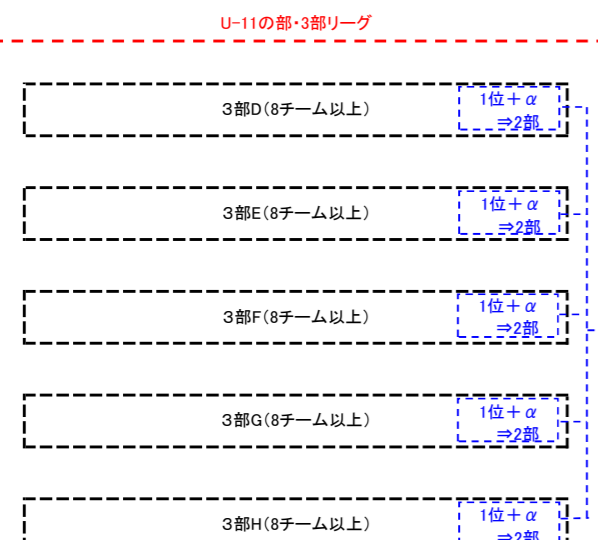 U-11の部・3部リーグ
３部D（8チーム以上）
1位＋α
⇒2部
３部E（8チーム以上）
1位＋α
⇒2部
３部F（8チーム以上）
1位＋α
⇒2部
３部G（8チーム以上）
1位＋α
⇒2部
３部H（8チーム以上）
1位＋α
⇒2部